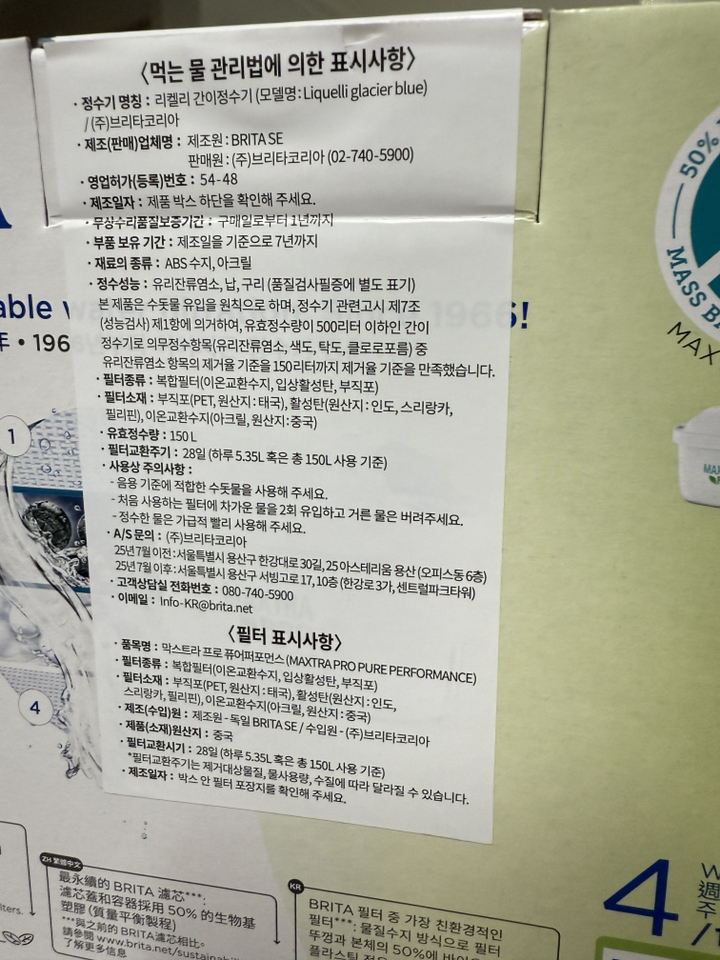 〈먹는 물 관리법에 의한 표시사항〉
· 정수기 명칭 : 리켈리 간이정수기 (모델명 : Liquelli glacier blue)
/ (주)브리타코리아
· 제조(판매)업체명 : 제조원 : BRITA SE
판매원 : (주)브리타코리아 (02-740-5900)
· 영업허가(등록)번호 : 54-48
· 제조일자 : 제품 박스 하단을 확인해 주세요.
· 무상수리품질보증기간 : 구매일로부터 1년까지
· 부품 보유 기간 : 제조일을 기준으로 7년까지
· 재료의 종류 : ABS 수지, 아크릴
· 정수성능 : 유리잔류염소, 납, 구리 (품질검사필증에 별도 표기)
본 제품은 수돗물 유입을 원칙으로 하며, 정수기 관련고시 제7조
(성능검사) 제1항에 의거하여, 유효정수량이 500리터 이하인 간이
정수기로 의무정수항목(유리잔류염소, 색도, 탁도, 클로로포름) 중
유리잔류염소 항목의 제거율 기준을 150리터까지 제거율 기준을 만족했습니다.
· 필터종류 : 복합필터(이온교환수지, 입상활성탄, 부직포)
· 필터소재 : 부직포(PET, 원산지 : 태국), 활성탄(원산지 : 인도, 스리랑카,
필리핀), 이온교환수지(아크릴, 원산지 : 중국)
· 유효정수량 : 150 L
· 필터교환주기 : 28일 (하루 5.35L 혹은 총 150L 사용 기준)
· 사용상 주의사항 :
- 음용 기준에 적합한 수돗물을 사용해 주세요.
- 처음 사용하는 필터에 차가운 물을 2회 유입하고 거른 물은 버려주세요.
- 정수한 물은 가급적 빨리 사용해 주세요.
· A/S 문의 : (주)브리타코리아
25년 7월 이전 : 서울특별시 용산구 한강대로 30길, 25 아스테리움 용산 (오피스동 6층)
25년 7월 이후 : 서울특별시 용산구 서빙고로 17, 10층 (한강로 3가, 센트럴파크타워)
· 고객상담실 전화번호 : 080-740-5900
· 이메일 : Info-KR@brita.net
〈필터 표시사항〉
· 품목명 : 막스트라 프로 퓨어퍼포먼스 (MAXTRA PRO PURE PERFORMANCE)
· 필터종류 : 복합필터(이온교환수지, 입상활성탄, 부직포)
· 필터소재 : 부직포(PET, 원산지 : 태국), 활성탄(원산지 : 인도,
스리랑카, 필리핀), 이온교환수지(아크릴, 원산지 : 중국)
· 제조(수입)원 : 제조원 - 독일 BRITA SE / 수입원 - (주)브리타코리아
· 제품(소재)원산지 : 중국
· 필터교환시기 : 28일 (하루 5.35L 혹은 총 150L 사용 기준)
*필터교환주기는 제거대상물질, 물사용량, 수질에 따라 달라질 수 있습니다.
· 제조일자 : 박스 안 필터 포장지를 확인해 주세요.
able
年 • 196
1966!
1
4
50%
MASS
MAX
ZH 繁體中文
最永續的 BRITA 濾芯***:
濾芯蓋和容器採用 50% 的生物基
塑膠 (質量平衡製程)
***與之前的 BRITA 濾芯相比。
請參閱 www.brita.net/sustainab
了解更多信息
KR
BRITA 필터 중 가장 친환경적인
필터***: 물질수지 방식으로 필터
뚜껑과 본체의 50%에
4
週
주